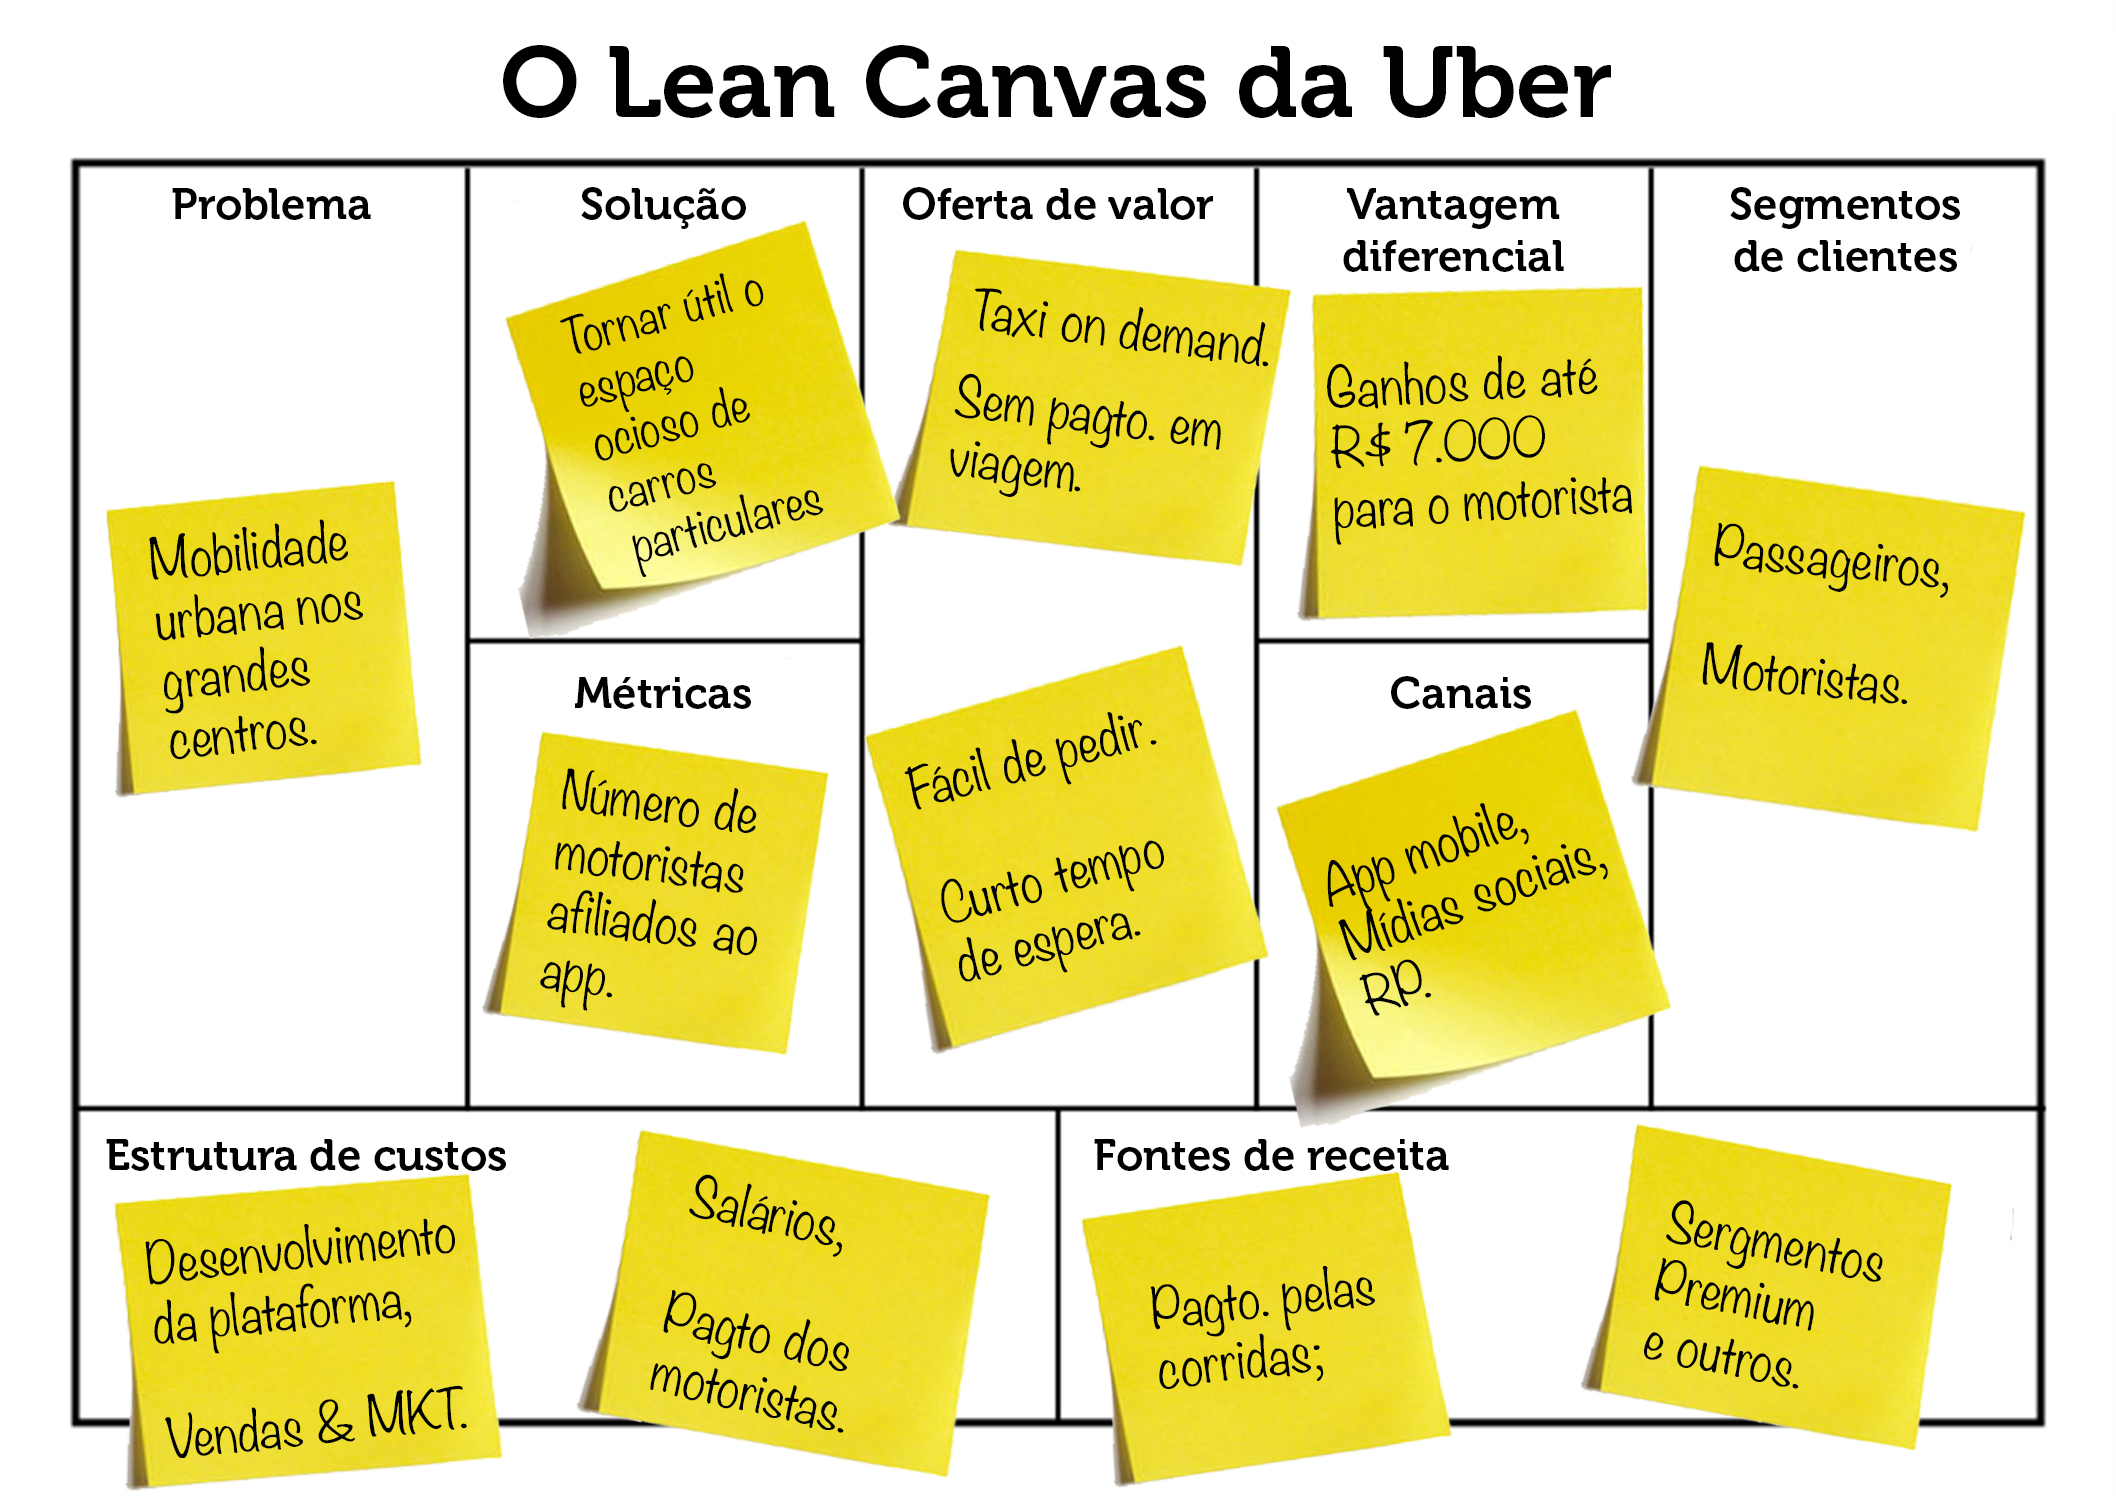 O Lean Canvas da Uber
Problema
Mobilidade
urbana nos
grandes
centros.
Solução
Tornar útil o
espaço
ocioso de
carros
particulares
Métricas
Número de
motoristas
afiliados ao
app.
Oferta de valor
Taxi on demand.
Sem pagto. em
viagem.
Fácil de pedir.
Curto tempo
de espera.
Vantagem
diferencial
Ganhos de até
R$ 7.000
para o motorista
Canais
App mobile,
Mídias sociais,
RP.
Segmentos
de clientes
Passageiros,
Motoristas.
Estrutura de custos
Desenvolvimento
da plataforma,
Vendas & MKT.
Salários,
Pagto dos
motoristas.
Fontes de receita
Pagto. pelas
corridas;
Sergmentos
Premium
e outros.